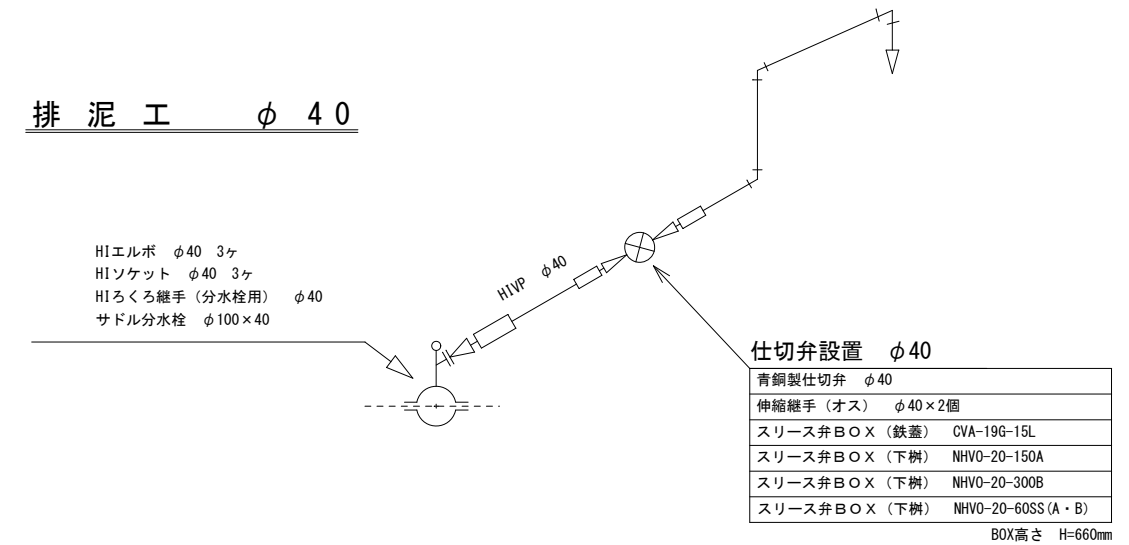 排泥工　φ40
HIエルボ　φ40　3ヶ
HIソケット　φ40　3ヶ
HIろくろ継手（分水栓用）　φ40
サドル分水栓　φ100×40
HIVP　φ40
仕切弁設置　φ40
青銅製仕切弁　φ40
伸縮継手（オス）　φ40×2個
スリース弁BOX（鉄蓋）　CVA-19G-15L
スリース弁BOX（下桝）　NHVO-20-150A
スリース弁BOX（下桝）　NHVO-20-300B
スリース弁BOX（下桝）　NHVO-20-60SS(A・B)
BOX高さ　H=660mm